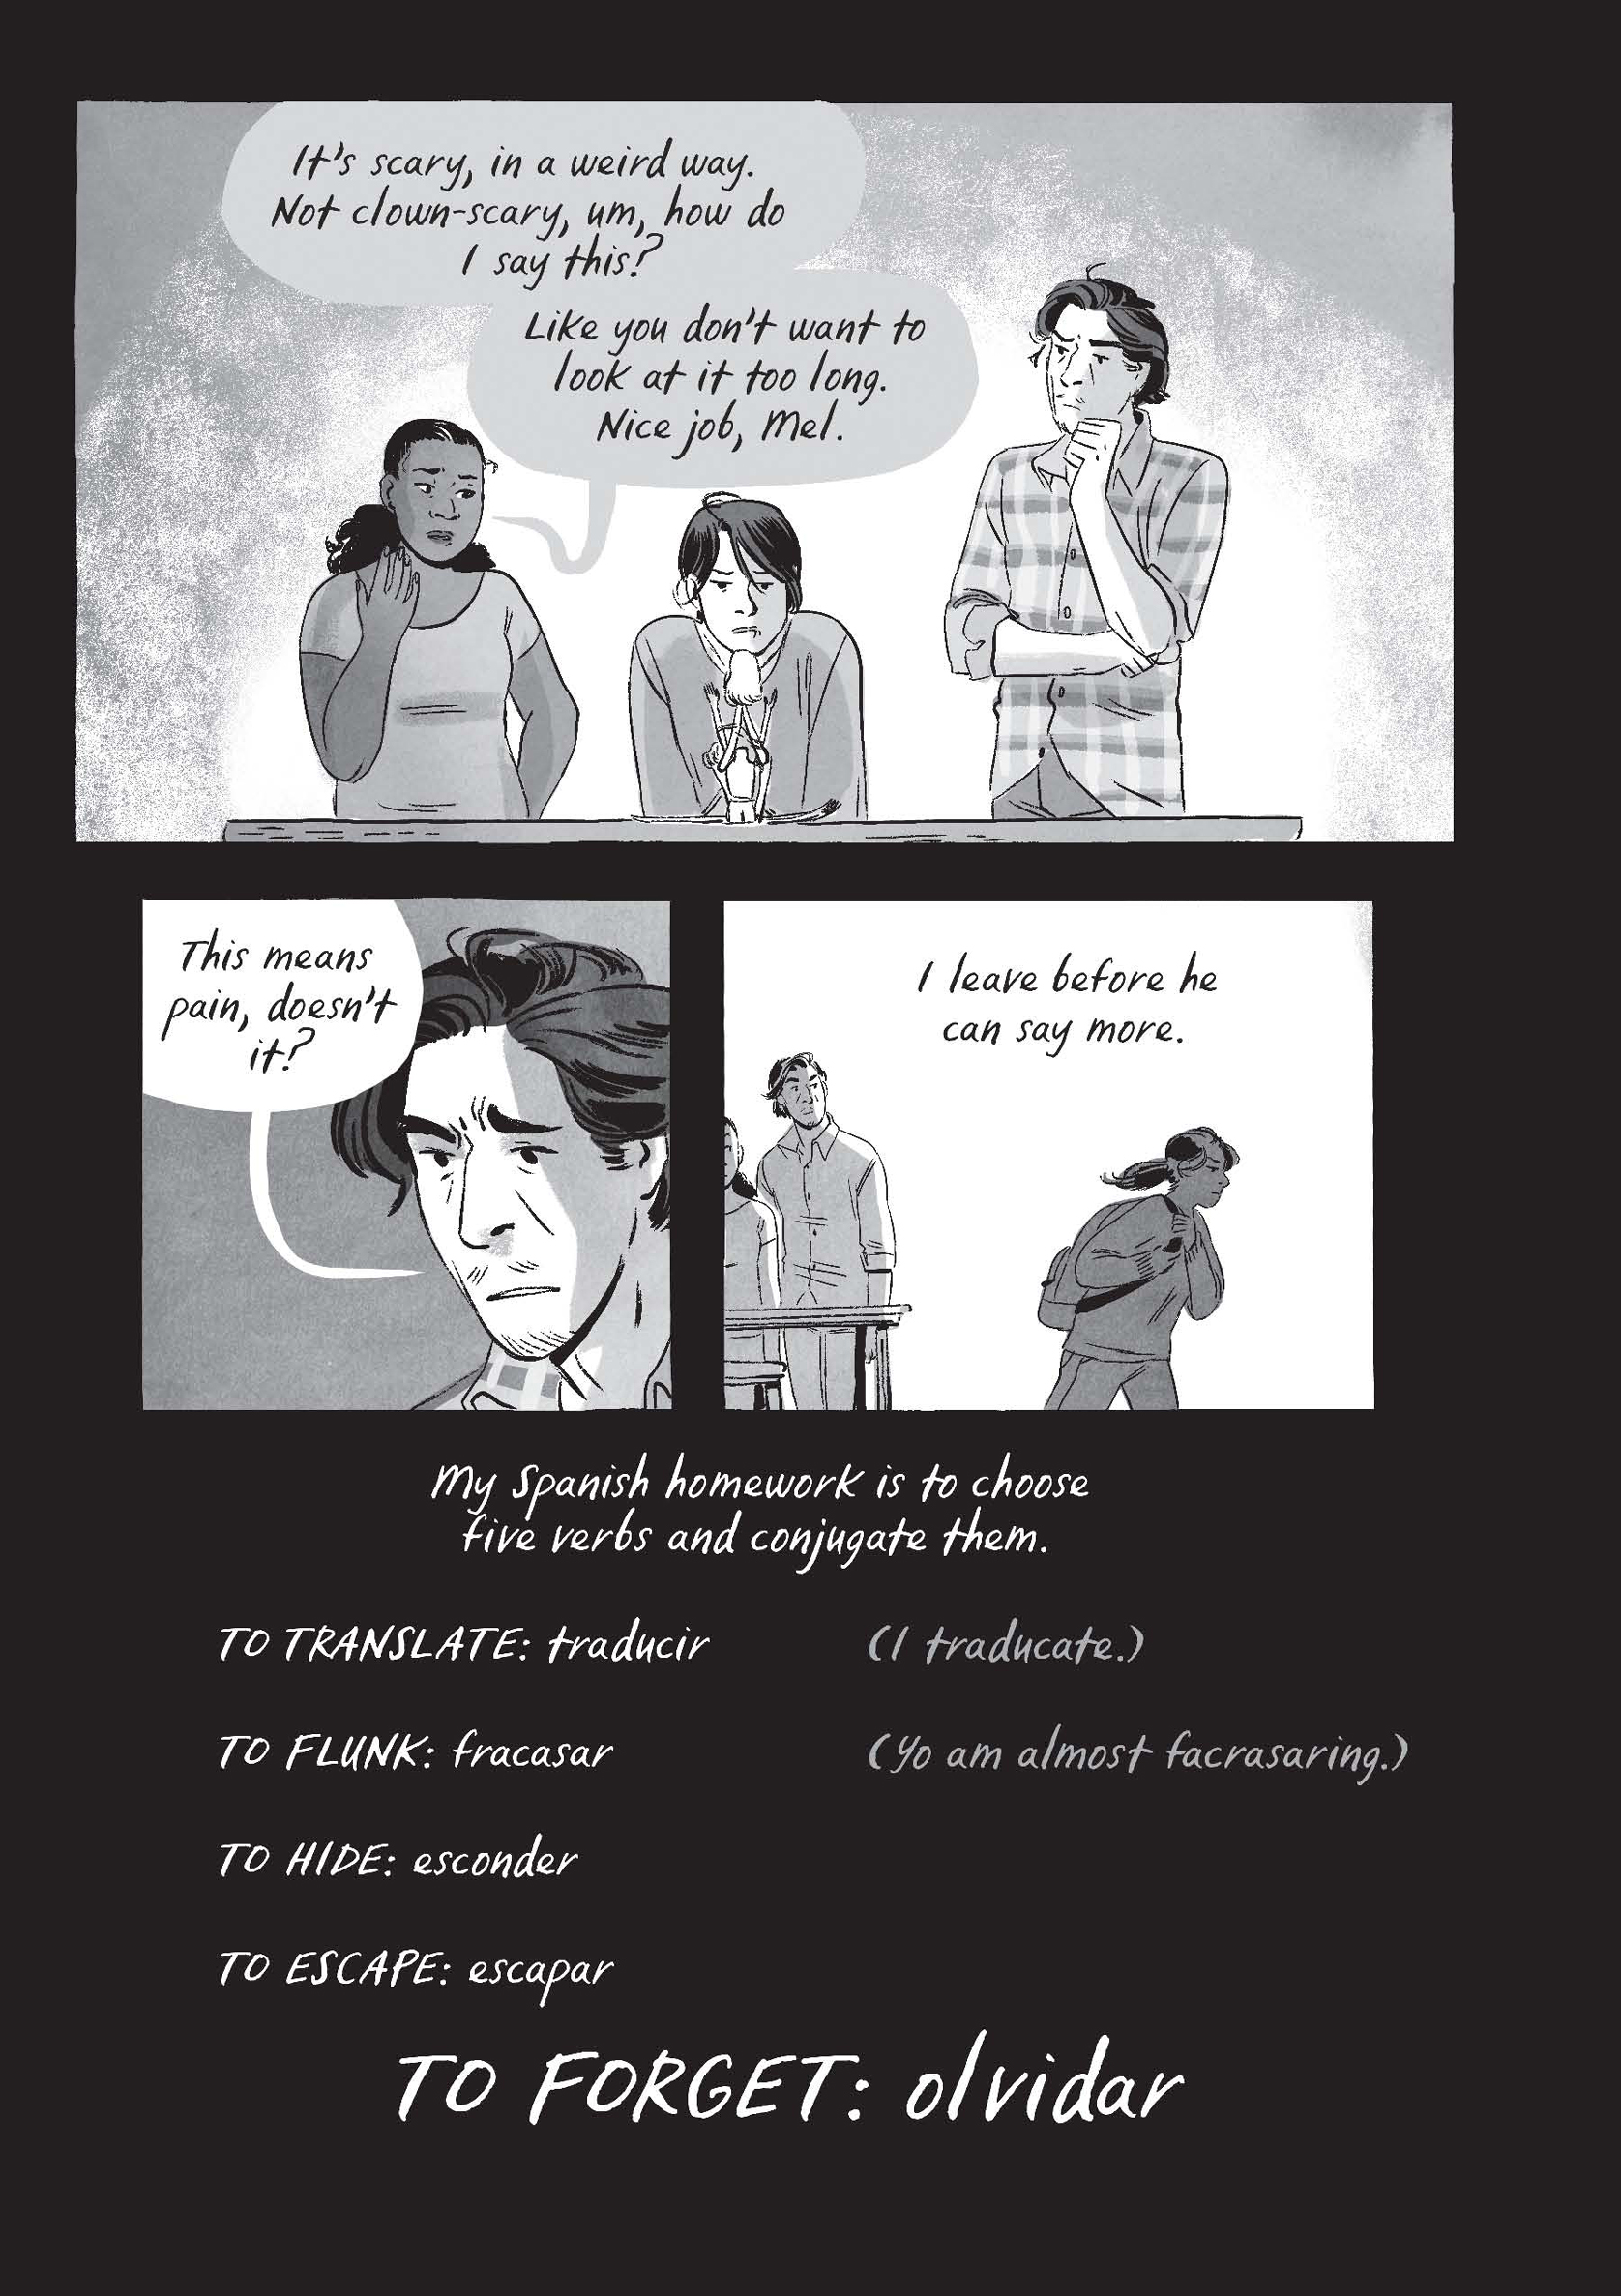 It's scary, in a weird way.
Not clown-scary, um, how do
I say this?
Like you don't want to
look at it too long.
Nice job, Mel.
This means
pain, doesn't
it?
I leave before he
can say more.
My Spanish homework is to choose
five verbs and conjugate them.
TO TRANSLATE: traducir
(I traducate.)
TO FLUNK: fracasar
(Yo am almost facrasaring.)
TO HIDE: esconder
TO ESCAPE: escapar
TO FORGET: olvidar